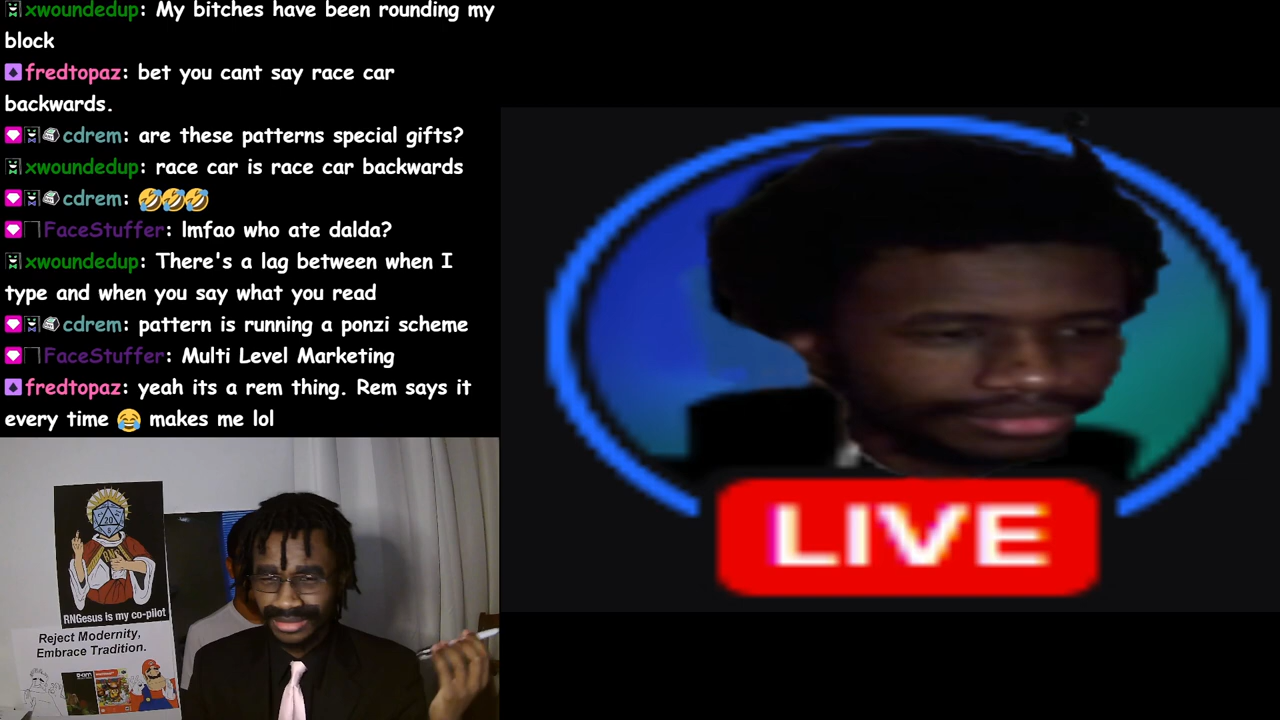 xwoundedup: My bitches have been rounding my
block
fredtopaz: bet you cant say race car
backwards.
cdrem: are these patterns special gifts?
xwoundedup: race car is race car backwards
cdrem: 🤣🤣🤣
FaceStuffer: lmfao who ate dalda?
xwoundedup: There's a lag between when I
type and when you say what you read
cdrem: pattern is running a ponzi scheme
FaceStuffer: Multi Level Marketing
fredtopaz: yeah its a rem thing. Rem says it
every time 😂 makes me lol
LIVE
20
RNGesus is my co-pilot
Reject Modernity,
Embrace Tradition.